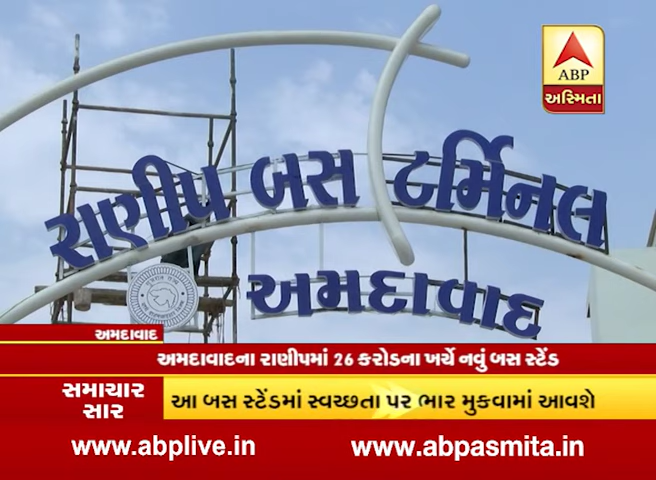 ABP
અસ્મિતા
રાણીપ બસ ટર્મિનલ
અમદાવાદ
અમદાવાદ
અમદાવાદના રાણીપમાં 26 કરોડના ખર્ચે નવું બસ સ્ટેંડ
સમાચાર
સાર
આ બસ સ્ટેંડમાં સ્વચ્છતા પર ભાર મુકવામાં આવશે
www.abplive.in
www.abpasmita.in